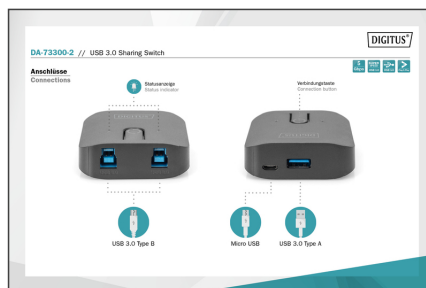 DIGITUS®
DA-73300-2 // USB 3.0 Sharing Switch
Anschlüsse
Connections
Statusanzeige
Status indicator
Verbindungstaste
Connection button
DIGITUS
USB 3.0 Type B
Micro USB
USB 3.0 Type A